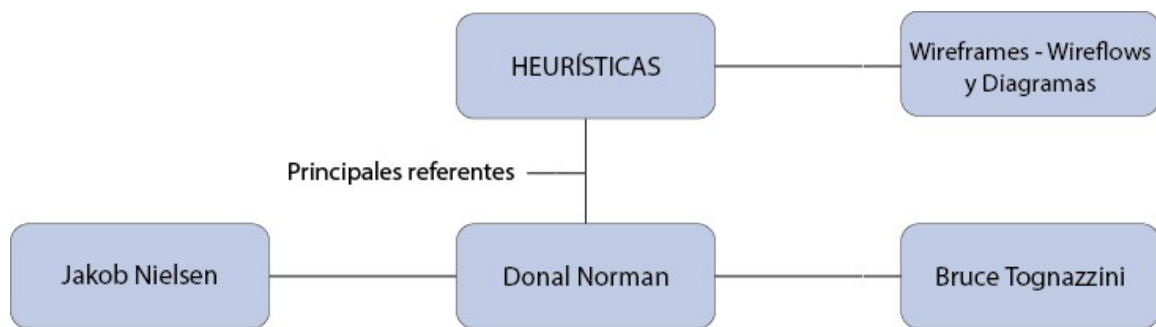 HEURÍSTICAS
Wireframes - Wireflows
y Diagramas
Principales referentes
Jakob Nielsen
Donal Norman
Bruce Tognazzini